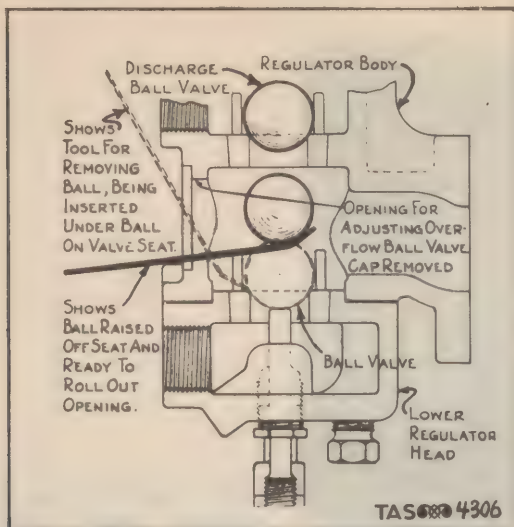 DISCHARGE
BALL VALVE
REGULATOR BODY
SHOWS
TOOL FOR
REMOVING
BALL, BEING
INSERTED
UNDER BALL
ON VALVE SEAT.
OPENING FOR
ADJUSTING OVER-
FLOW BALL VALVE
CAP REMOVED
SHOWS
BALL RAISED
OFF SEAT AND
READY TO
ROLL OUT
OPENING.
BALL VALVE
LOWER
REGULATOR
HEAD
4306